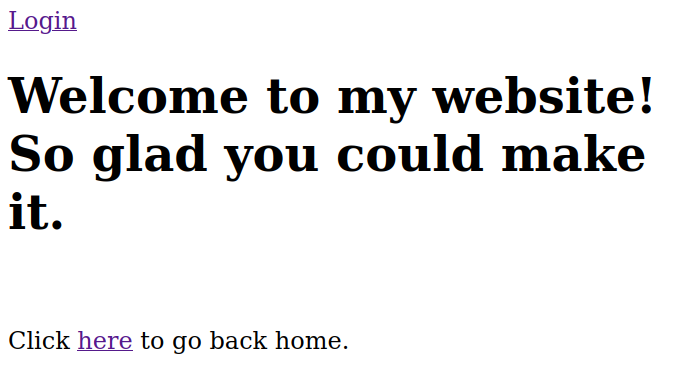 Login
Welcome to my website!
So glad you could make
it.
Click here to go back home.